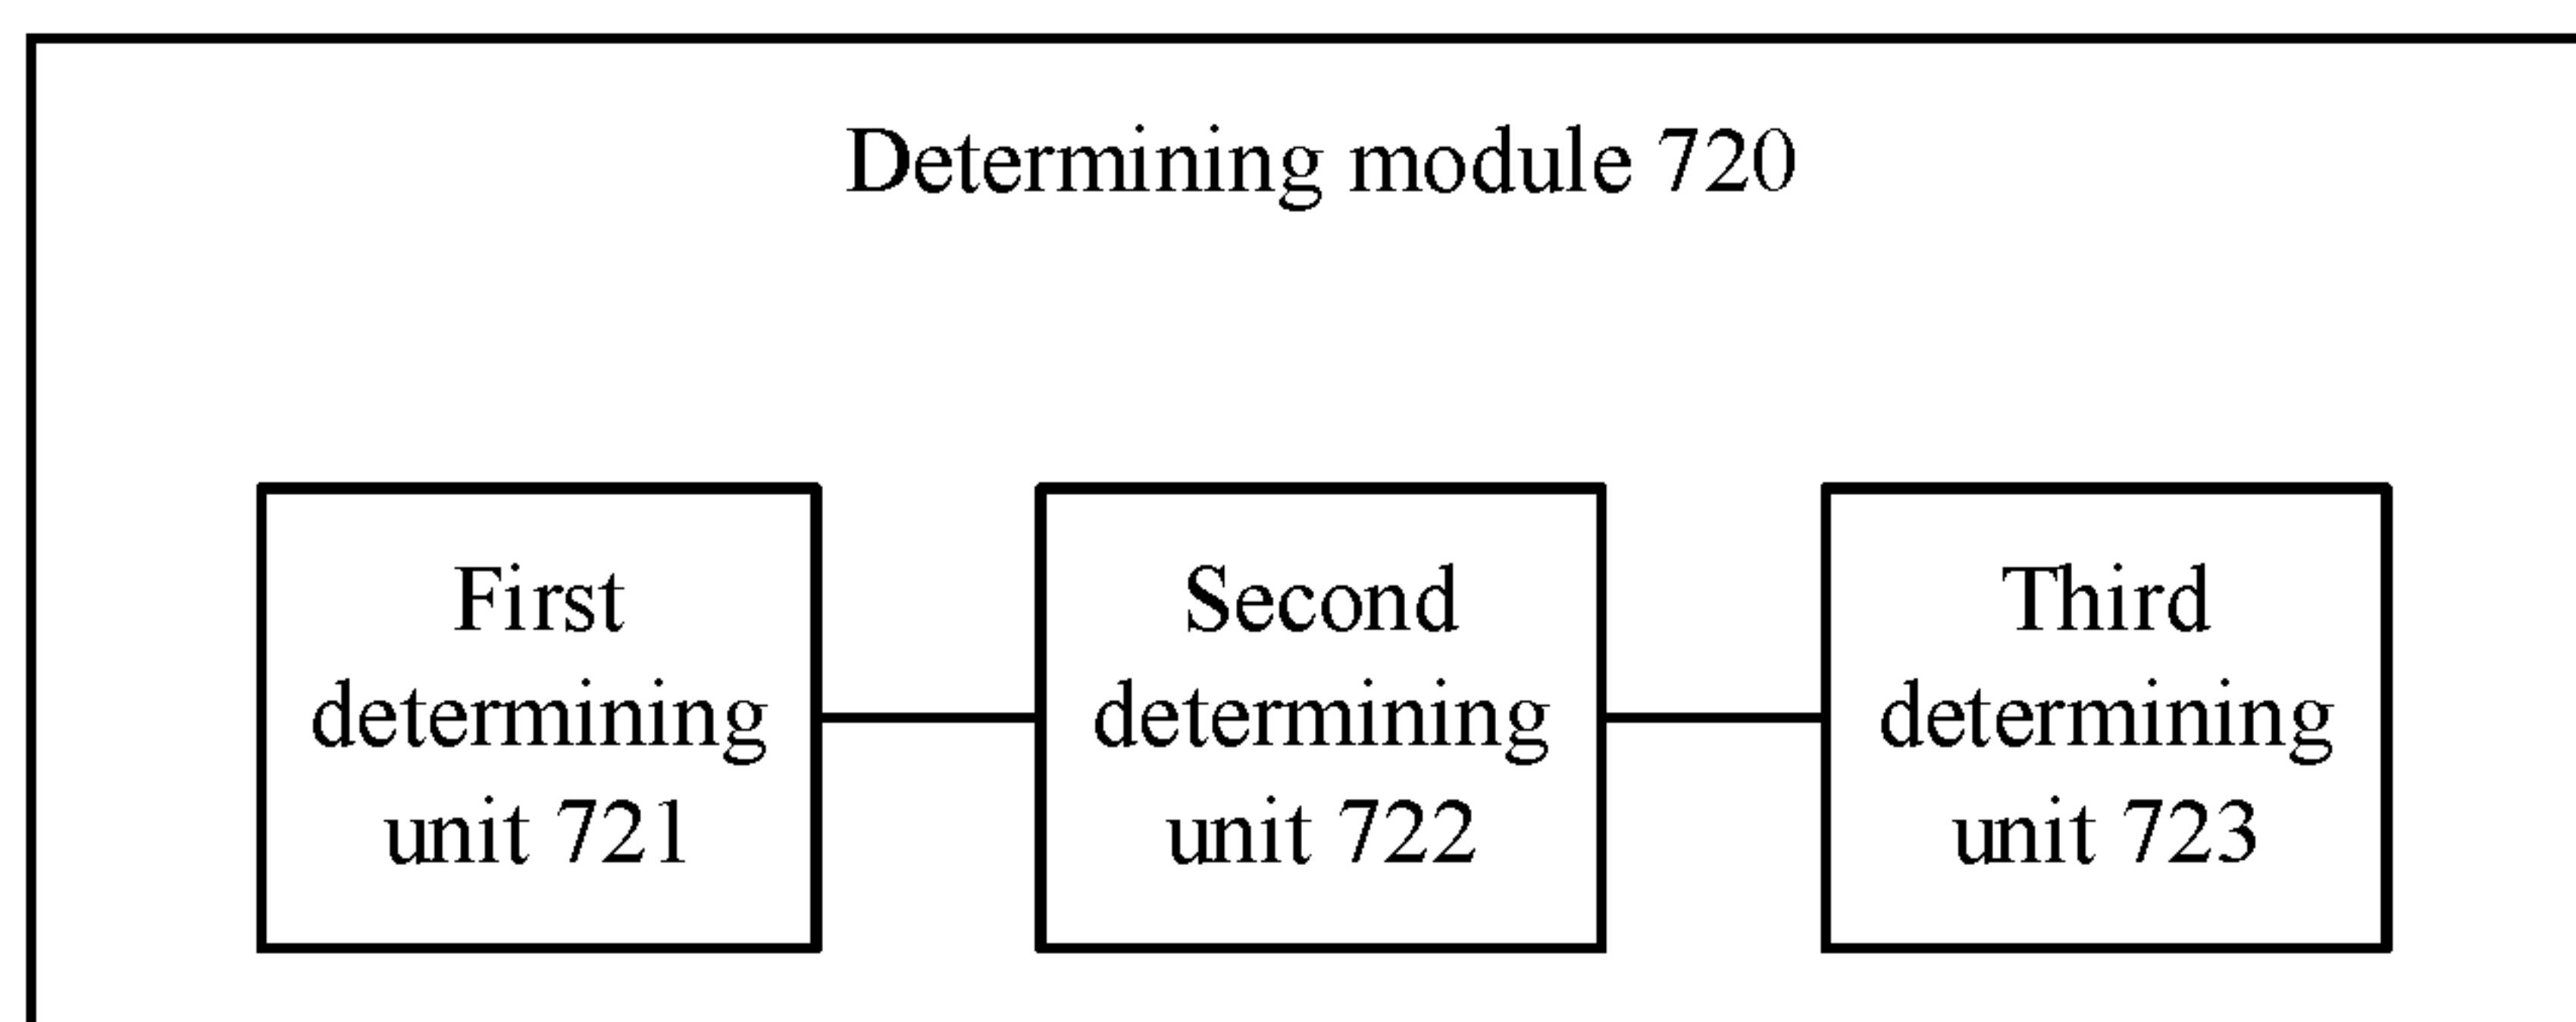 Determining module 720
First
determining
unit 721
Second
determining
unit 722
Third
determining
unit 723